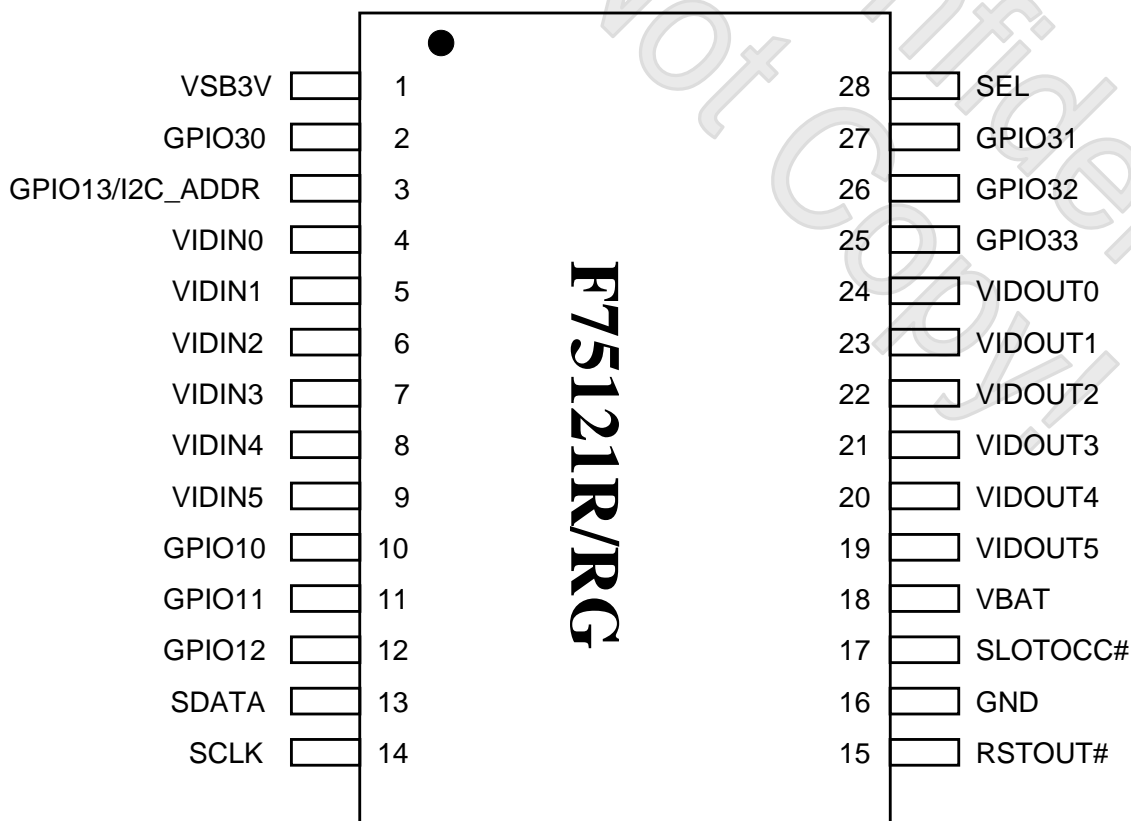 VSB3V 1 28 SEL
GPIO30 2 27 GPIO31
GPIO13/I2C_ADDR 3 26 GPIO32
VIDIN0 4 25 GPIO33
VIDIN1 5 24 VIDOUT0
VIDIN2 6 23 VIDOUT1
VIDIN3 7 22 VIDOUT2
VIDIN4 8 21 VIDOUT3
VIDIN5 9 20 VIDOUT4
GPIO10 10 19 VIDOUT5
GPIO11 11 18 VBAT
GPIO12 12 17 SLOTOCC#
SDATA 13 16 GND
SCLK 14 15 RSTOUT#
F75121R/RG
Not Copy!